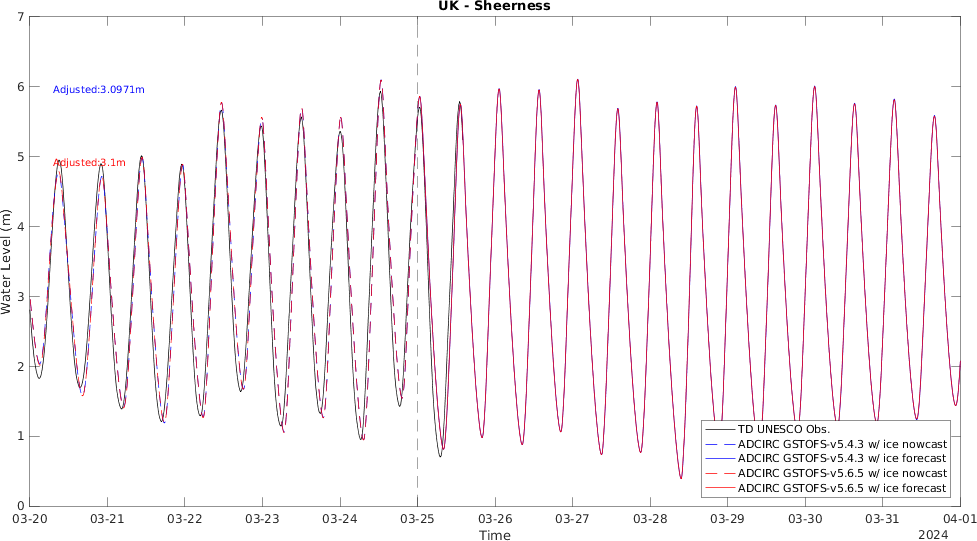 UK - Sheerness
7
6
5
4
3
2
1
0
Water Level (m)
Adjusted:3.0971m
Adjusted:3.1m
TD UNESCO Obs.
ADCIRC GSTOFS-v5.4.3 w/ ice nowcast
ADCIRC GSTOFS-v5.4.3 w/ ice forecast
ADCIRC GSTOFS-v5.6.5 w/ ice nowcast
ADCIRC GSTOFS-v5.6.5 w/ ice forecast
03-20 03-21 03-22 03-23 03-24 03-25 03-26 03-27 03-28 03-29 03-30 03-31 04-01
Time
2024